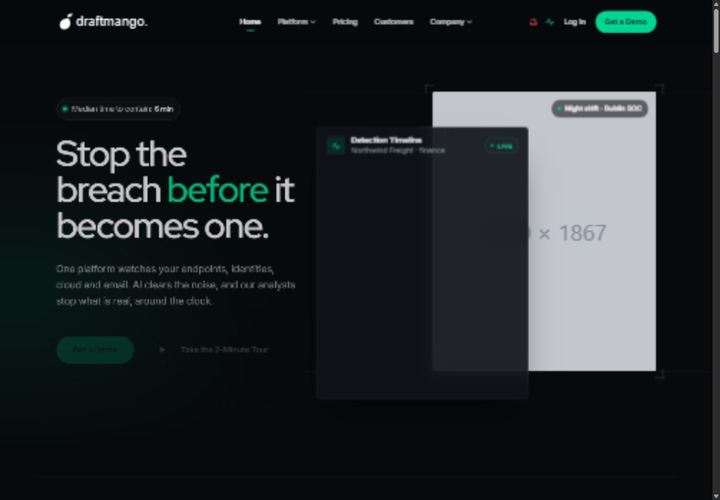 draftmango.
Home
Platform
Pricing
Customers
Company
Log In
Get a Demo
Median time to contain: 6 min
Night shift · Dublin SOC
Detection Timeline
Northwind Freight · finance
LIVE
Stop the
breach before it
becomes one.
One platform watches your endpoints, identities,
cloud and email. AI clears the noise, and our analysts
stop what is real, around the clock.
× 1867
Get a Demo
Take the 2-Minute Tour